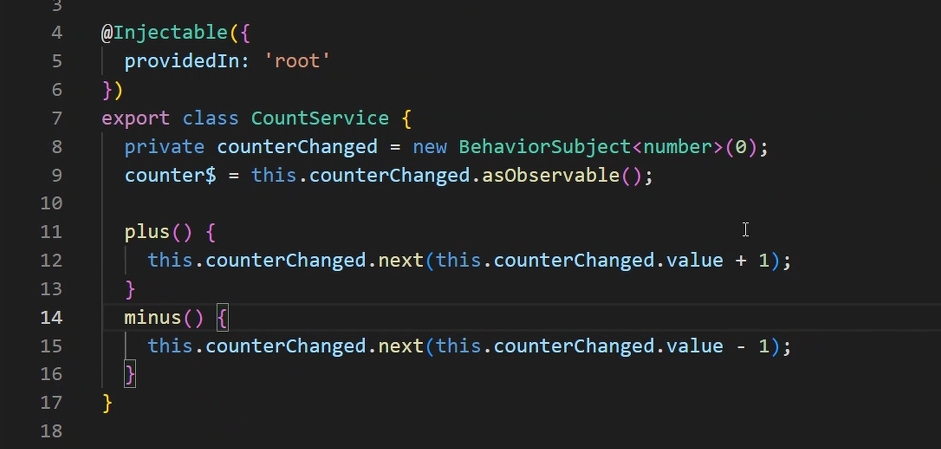 3
4 @Injectable({
5 providedIn: 'root'
6 })
7 export class CountService {
8 private counterChanged = new BehaviorSubject<number>(0);
9 counter$ = this.counterChanged.asObservable();
10
11 plus() {
12 this.counterChanged.next(this.counterChanged.value + 1);
13 }
14 minus() {
15 this.counterChanged.next(this.counterChanged.value - 1);
16 }
17 }
18